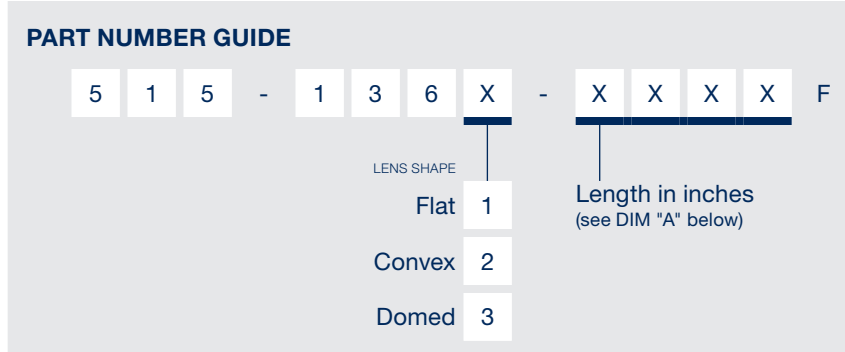 PART NUMBER GUIDE
5 1 5 - 1 3 6 X - X X X X F
LENS SHAPE
Flat 1
Convex 2
Domed 3
Length in inches
(see DIM "A" below)